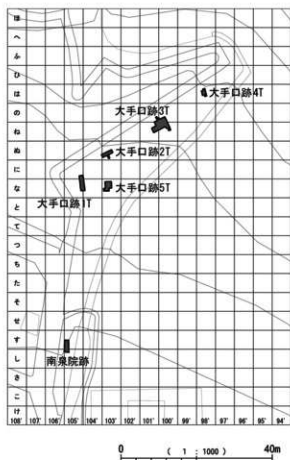 ほ
へ
ふ
ひ
は
の
ね
ぬ
に
な
と
て
つ
ち
た
そ
せ
す
し
さ
こ
け
大手口跡4T
大手口跡3T
大手口跡2T
大手口跡5T
大手口跡1T
南泉院跡
108' 107' 106' 105' 104' 103' 102' 101' 100' 99' 98' 97' 96' 95' 94'
0 ( 1 : 1000 ) 40m